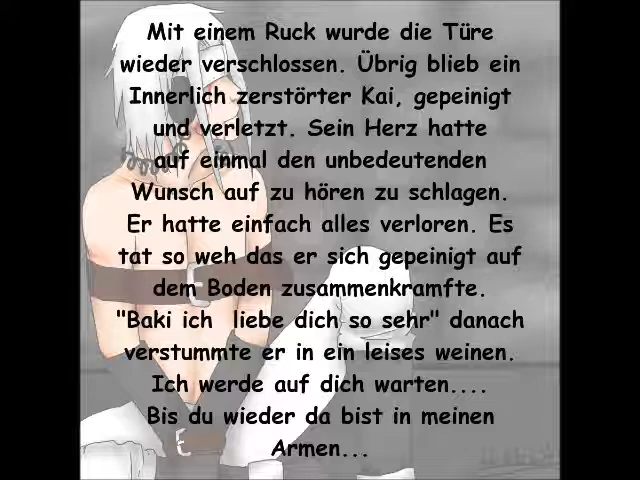 Mit einem Ruck wurde die Türe
wieder verschlossen. Übrig blieb ein
Innerlich zerstörter Kai, gepeinigt
und verletzt. Sein Herz hatte
auf einmal den unbedeutenden
Wunsch auf zu hören zu schlagen.
Er hatte einfach alles verloren. Es
tat so weh das er sich gepeinigt auf
dem Boden zusammenkramfte.
"Baki ich  liebe dich so sehr" danach
verstummte er in ein leises weinen.
Ich werde auf dich warten....
Bis du wieder da bist in meinen
Armen...